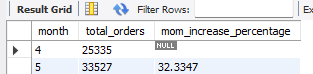 Result Grid Filter Rows: Ex
month total_orders mom_increase_percentage
4 25335 NULL
5 33527 32.3347